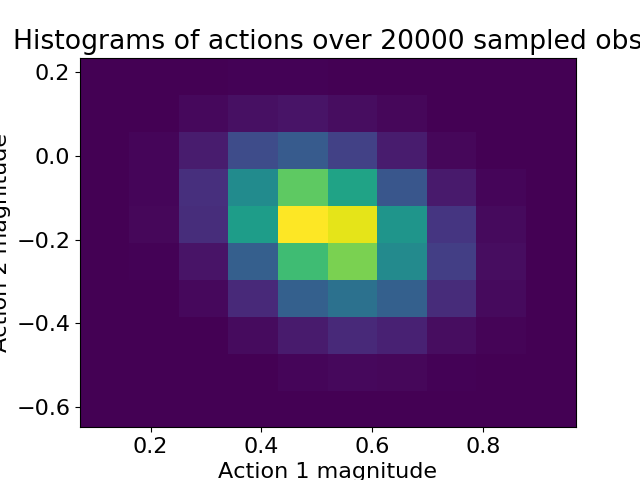 Histograms of actions over 20000 sampled obs
0.2
0.0
−0.2
−0.4
−0.6
Action 2 magnitude
0.2 0.4 0.6 0.8
Action 1 magnitude